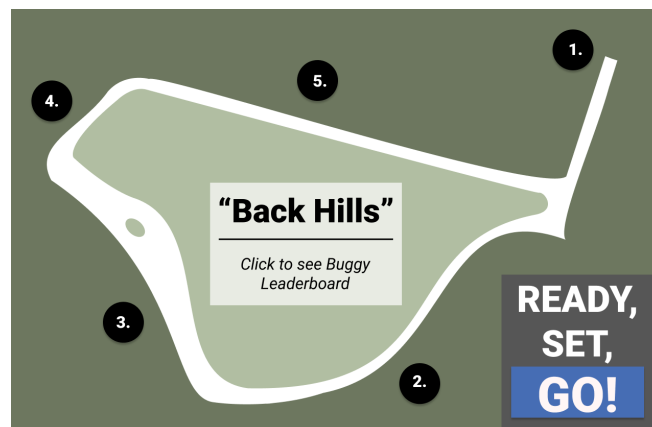 1.
5.
4.
“Back Hills”
Click to see Buggy
Leaderboard
3.
2.
READY,
SET,
GO!